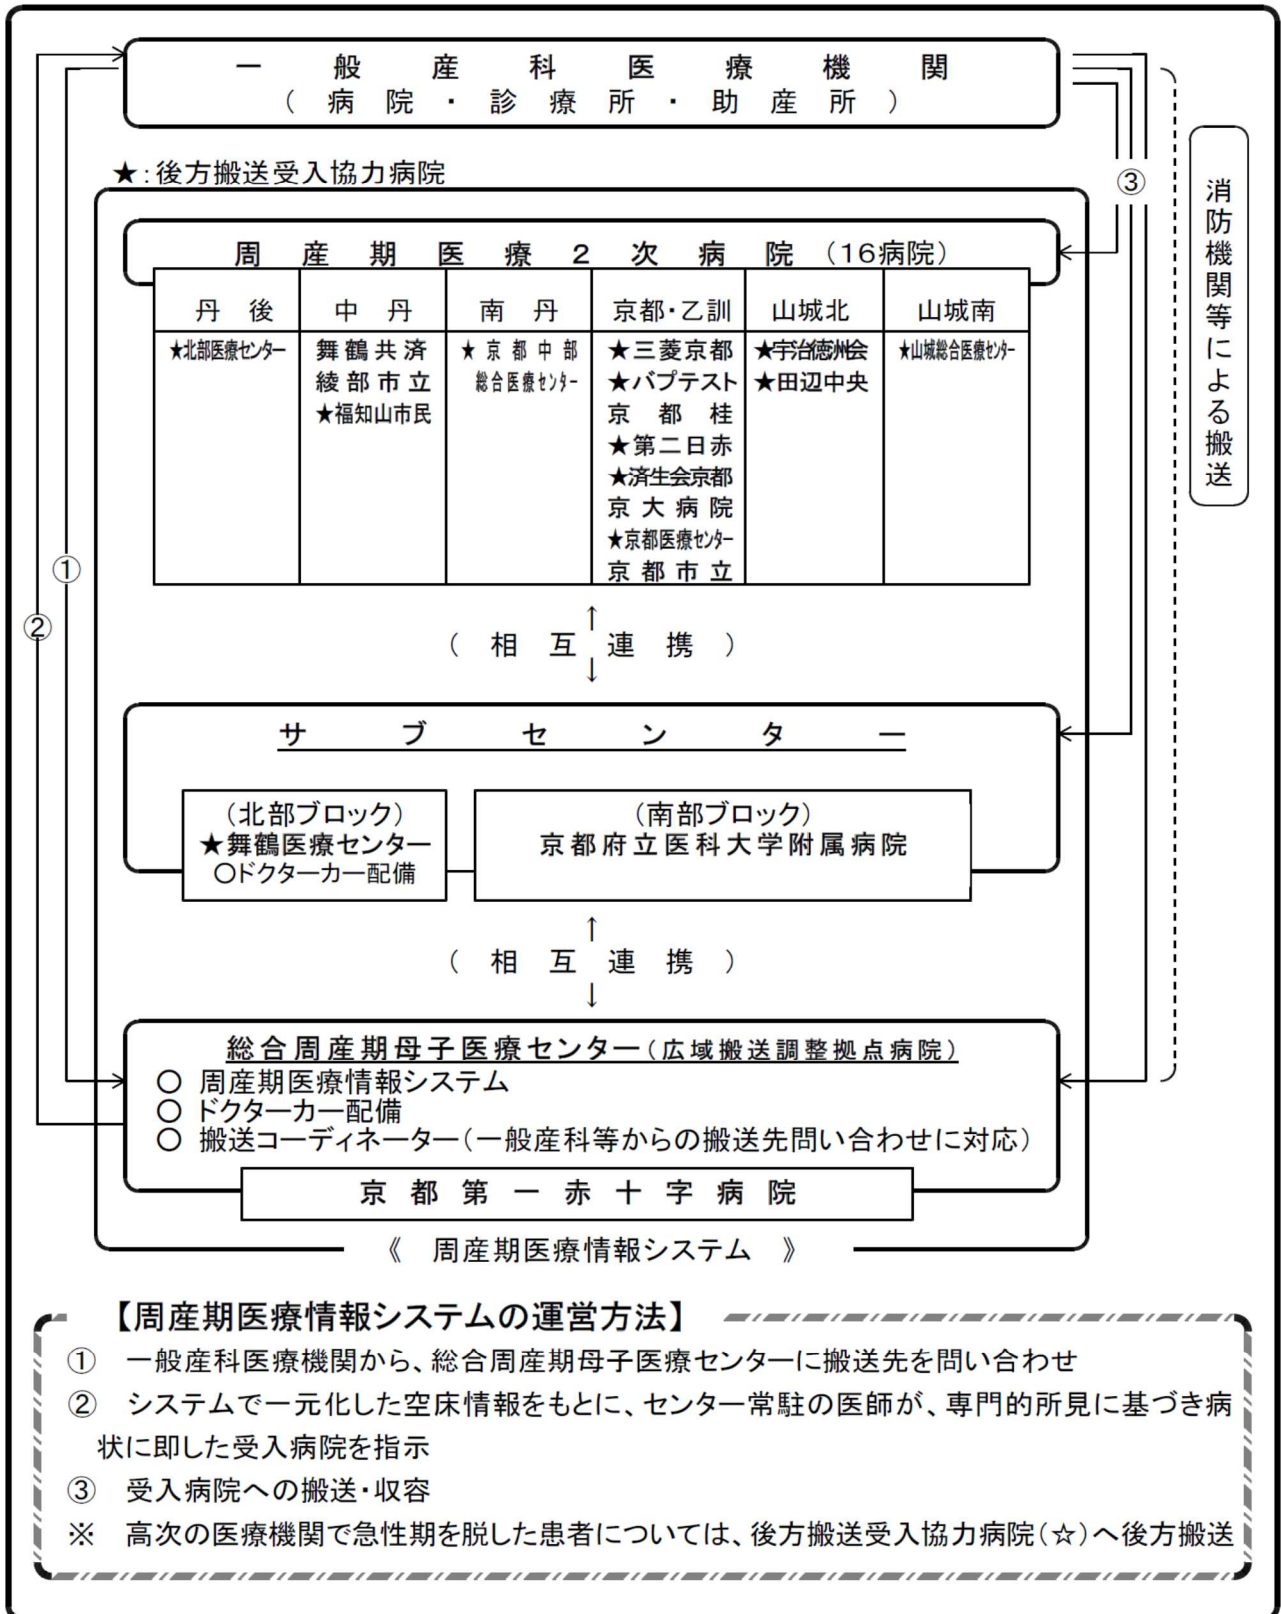 一般産科医療機関
（病院・診療所・助産所）
★：後方搬送受入協力病院
③
消防機関等による搬送
周産期医療２次病院（16病院）
丹後
中丹
南丹
京都・乙訓
山城北
山城南
★北部医療センター
舞鶴共済
綾部市立
★福知山市民
★京都中部
総合医療センター
★三菱京都
★バプテスト
京都桂
★第二日赤
★済生会京都
京大病院
★京都医療センター
京都市立
★宇治徳洲会
★田辺中央
★山城総合医療センター
①
②
↑
（相互連携）
↓
サブセンター
（北部ブロック）
★舞鶴医療センター
○ドクターカー配備
（南部ブロック）
京都府立医科大学附属病院
↑
（相互連携）
↓
総合周産期母子医療センター（広域搬送調整拠点病院）
○ 周産期医療情報システム
○ ドクターカー配備
○ 搬送コーディネーター（一般産科等からの搬送先問い合わせに対応）
京都第一赤十字病院
《　周産期医療情報システム　》
【周産期医療情報システムの運営方法】
①　一般産科医療機関から、総合周産期母子医療センターに搬送先を問い合わせ
②　システムで一元化した空床情報をもとに、センター常駐の医師が、専門的所見に基づき病
状に即した受入病院を指示
③　受入病院への搬送・収容
※　高次の医療機関で急性期を脱した患者については、後方搬送受入協力病院（☆）へ後方搬送